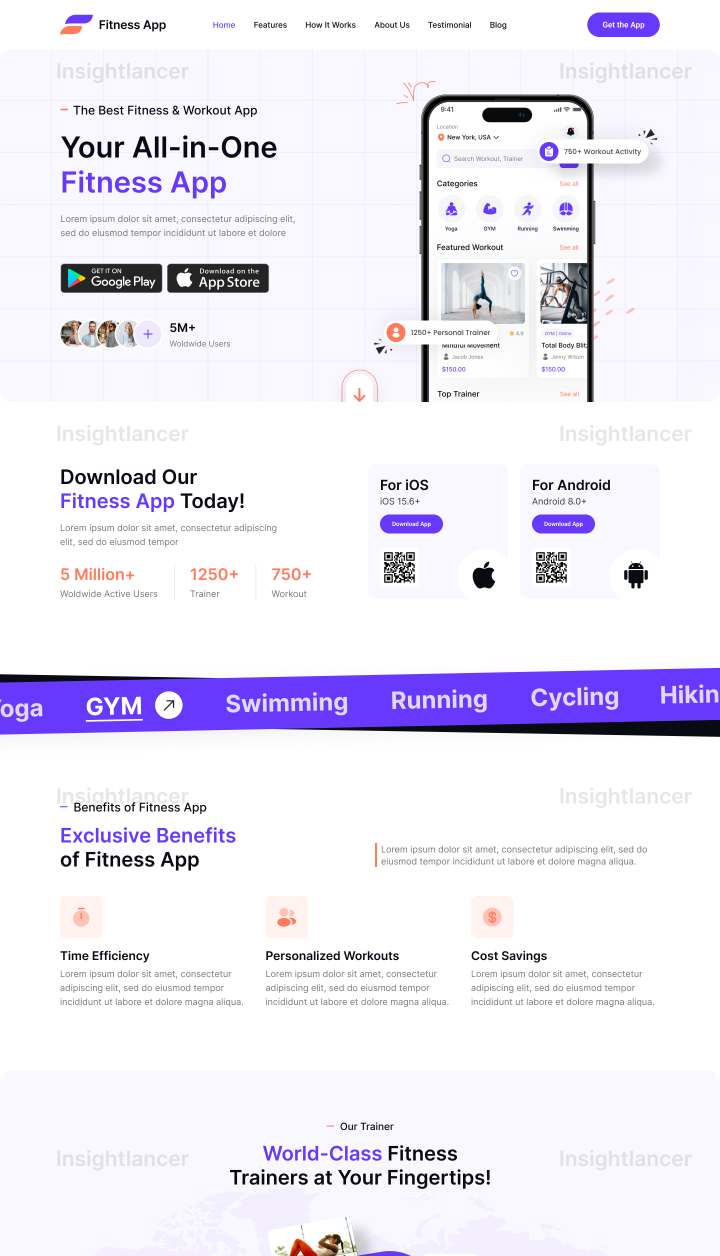 Fitness App
Home
Features
How It Works
About Us
Testimonial
Blog
Get the App
Insightlancer
Insightlancer
The Best Fitness & Workout App
Your All-in-One
Fitness App
Lorem ipsum dolor sit amet, consectetur adipiscing elit,
sed do eiusmod tempor incididunt ut labore et dolore
GET IT ON
Google Play
Download on the
App Store
5M+
Woldwide Users
9:41
Location
New York, USA
750+ Workout Activity
Search Workout, Trainer
Categories
See all
Yoga
GYM
Running
Swimming
Featured Workout
See all
1250+ Personal Trainer
4.9
GYM | Online
Mindful Movement
Total Body Blitz
Jacob Jones
Jenny Wilson
$150.00
$150.00
Top Trainer
See all
Insightlancer
Insightlancer
Download Our
Fitness App Today!
Lorem ipsum dolor sit amet, consectetur adipiscing
elit, sed do eiusmod tempor
5 Million+
Woldwide Active Users
1250+
Trainer
750+
Workout
For iOS
iOS 15.6+
Download App
For Android
Android 8.0+
Download App
oga
GYM
Swimming
Running
Cycling
Hikin
Insightlancer
Insightlancer
Benefits of Fitness App
Exclusive Benefits
of Fitness App
Lorem ipsum dolor sit amet, consectetur adipiscing elit, sed do
eiusmod tempor incididunt ut labore et dolore magna aliqua.
Time Efficiency
Lorem ipsum dolor sit amet, consectetur
adipiscing elit, sed do eiusmod tempor
incididunt ut labore et dolore magna aliqua.
Personalized Workouts
Lorem ipsum dolor sit amet, consectetur
adipiscing elit, sed do eiusmod tempor
incididunt ut labore et dolore magna aliqua.
Cost Savings
Lorem ipsum dolor sit amet, consectetur
adipiscing elit, sed do eiusmod tempor
incididunt ut labore et dolore magna aliqua.
Our Trainer
Insightlancer
Insightlancer
World-Class Fitness
Trainers at Your Fingertips!